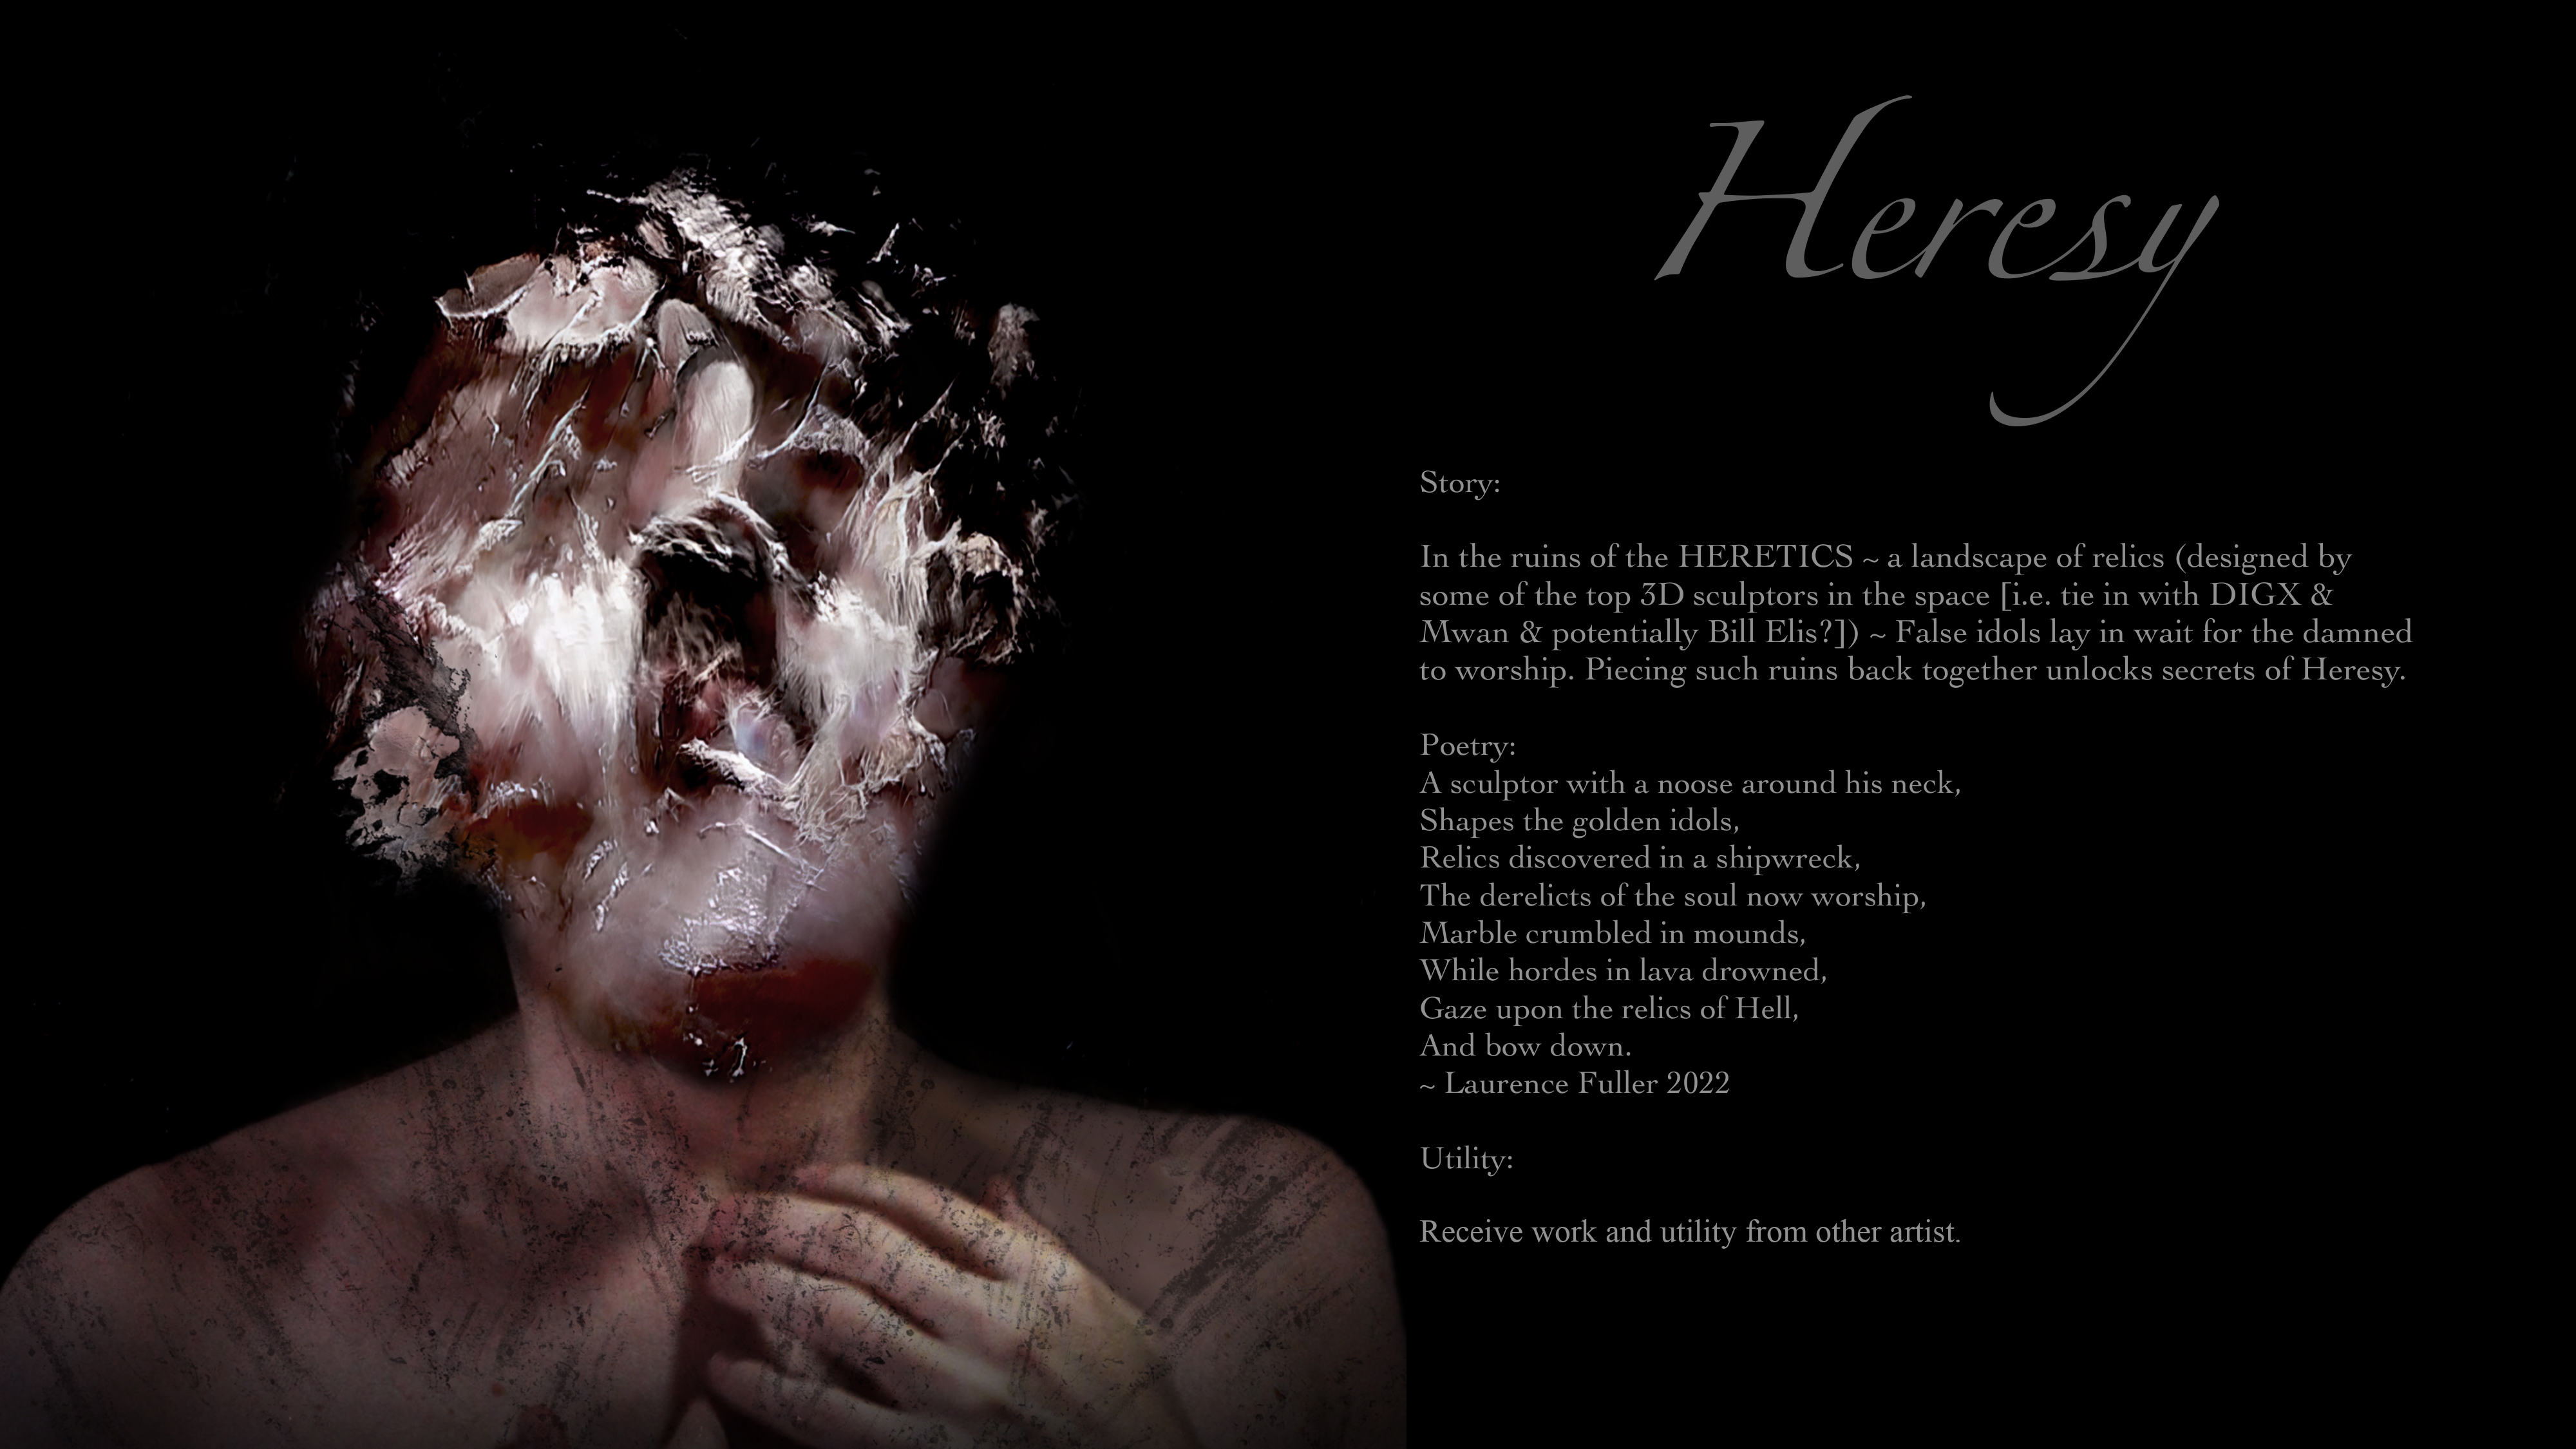 Heresy
Story:
In the ruins of the HERETICS ~ a landscape of relics (designed by
some of the top 3D sculptors in the space [i.e. tie in with DIGX &
Mwan & potentially Bill Elis?]) ~ False idols lay in wait for the damned
to worship. Piecing such ruins back together unlocks secrets of Heresy.
Poetry:
A sculptor with a noose around his neck,
Shapes the golden idols,
Relics discovered in a shipwreck,
The derelicts of the soul now worship,
Marble crumbled in mounds,
While hordes in lava drowned,
Gaze upon the relics of Hell,
And bow down.
~ Laurence Fuller 2022
Utility:
Receive work and utility from other artist.